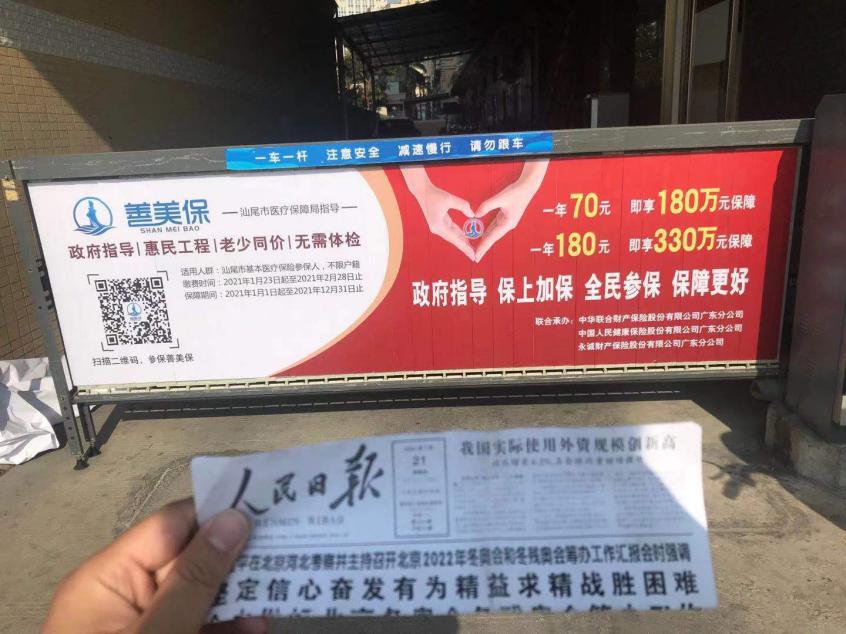 一车一杆 注意安全 减速慢行 请勿跟车
善美保
SHAN MEI BAO
—汕尾市医疗保障局指导—
政府指导|惠民工程|老少同价|无需体检
适用人群：汕尾市基本医疗保险参保人，不限户籍
缴费时间：2021年1月23日起至2021年2月28日止
保障期间：2021年1月1日起至2021年12月31日止
扫描二维码、参保善美保
一年70元 即享180万元保障
一年180元 即享330万元保障
政府指导 保上加保 全民参保 保障更好
联合承办：中华联合财产保险股份有限公司广东分公司
中国人民健康保险股份有限公司广东分公司
永诚财产保险股份有限公司广东分公司
人民日报
RENMIN RIBAO
21
我国实际使用外资规模创新高
平在北京河北考察并主持召开北京2022年冬奥会和冬残奥会筹办工作汇报会时强调
坚定信心奋发有为精益求精战胜困难